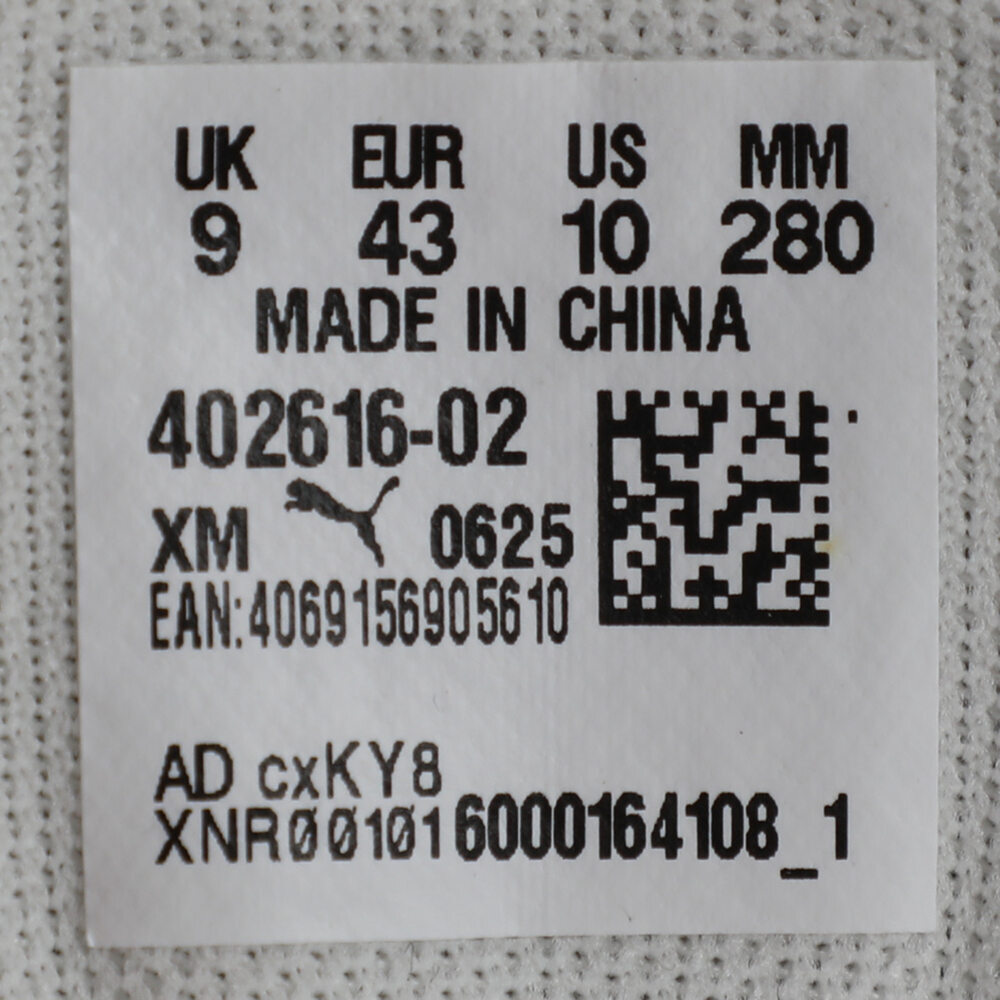 UK EUR US MM
9 43 10 280
MADE IN CHINA
402616-02
XM 0625
EAN:4069156905610
AD cxKY8
XNR00101 6000164108_1